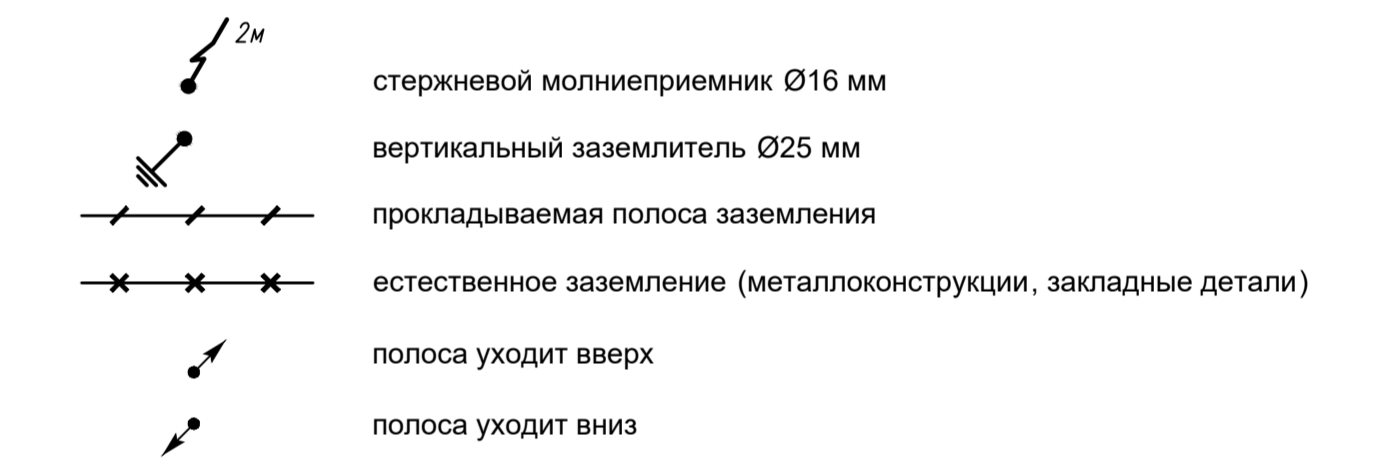 2м
стержневой молниеприемник Ø16 мм
вертикальный заземлитель Ø25 мм
прокладываемая полоса заземления
естественное заземление (металлоконструкции, закладные детали)
полоса уходит вверх
полоса уходит вниз